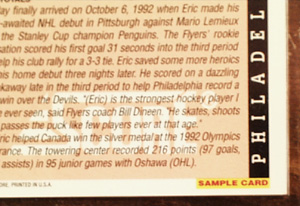 ay finally arrived on October 6, 1992 when Eric made his
-awaited NHL debut in Pittsburgh against Mario Lemieux
the Stanley Cup champion Penguins. The Flyers' rookie
sation scored his first goal 31 seconds into the third period
help his club rally for a 3-3 tie. Eric saved some more heroics
his home debut three nights later. He scored on a dazzling
akaway late in the third period to help Philadelphia record a
win over the Devils. "(Eric) is the strongest hockey player I
e ever seen, said Flyers coach Bill Dineen. "He skates, shoots
passes the puck like few players ever at that age."
ric helped Canada win the silver medal at the 1992 Olympics
rance. The towering center recorded 216 points (97 goals,
assists) in 95 junior games with Oshawa (OHL).
PRINTED IN U.S.A.
SAMPLE CARD
PHILADEL